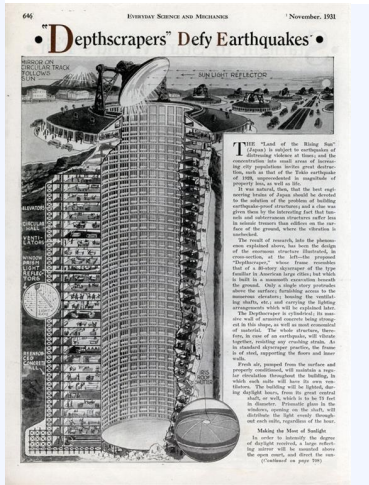 646
EVERYDAY SCIENCE AND MECHANICS
November, 1931
"Depthscrapers" Defy Earthquakes
MIRROR ON
CIRCULAR TRACK
FOLLOWS
SUN
SUN LIGHT REFLECTOR
ELEVATORS
CIRCULAR
HALL
VENTI-
LATORS
WINDOW
PRISM
LIGHT
REFLEC
TORS
REENFOR
CED
CONCRETE
WALL
THE "Land of the Rising Sun"
(Japan) is subject to earthquakes of
distressing violence at times; and the
concentration into small areas of increas-
ing city populations invites great destruc-
tion, such as that of the Tokio earthquake
of 1923, unprecedented in magnitude of
property loss, as well as life.
It was natural, then, that the best engi-
neering brains of Japan should be devoted
to the solution of the problem of building
earthquake-proof structures; and a clue was
given them by the interesting fact that tun-
nels and subterranean structures suffer less
in seismic tremors than edifices on the sur-
face of the ground, where the vibration is
unchecked.
The result of research, into the phenom-
enon explained above, has been the design
of the enormous structure illustrated, in
cross-section, at the left—the proposed
"Depthscraper," whose frame resembles
that of a 35-story skyscraper of the type
familiar in American large cities; but which
is built in a mammoth excavation beneath
the ground. Only a single story protrudes
above the surface; furnishing access to the
numerous elevators; housing the ventilat-
ing shafts, etc.; and carrying the lighting
arrangements which will be explained later.
The Depthscraper is cylindrical; its mas-
sive wall of armored concrete being strong-
est in this shape, as well as most economical
of material. The whole structure, there-
fore, in case of an earthquake, will vibrate
together, resisting any crushing strain. As
in standard skyscraper practice, the frame
is of steel, supporting the floors and inner
walls.
Fresh air, pumped from the surface and
properly conditioned, will maintain a regu-
lar circulation throughout the building, in
which each suite will have its own ven-
tilators. The building will be lighted, dur-
ing daylight hours, from its great central
shaft, or well, which is to be 75 feet
in diameter. Prismatic glass in the
windows, opening on the shaft, will
distribute the light evenly through-
out each suite, regardless of the hour.
Making the Most of Sunlight
In order to intensify the degree
of daylight received, a large reflect-
ing mirror will be mounted above
the open court, and direct the sun-
(Continued on page 708)